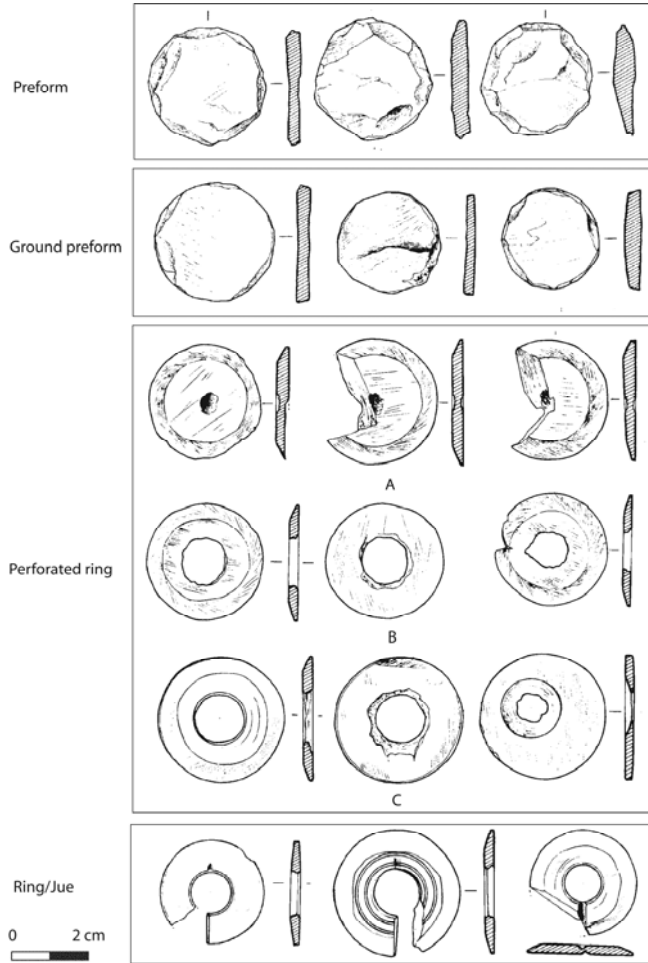 Preform
Ground preform
A
Perforated ring
B
C
Ring/Jue
0 2 cm